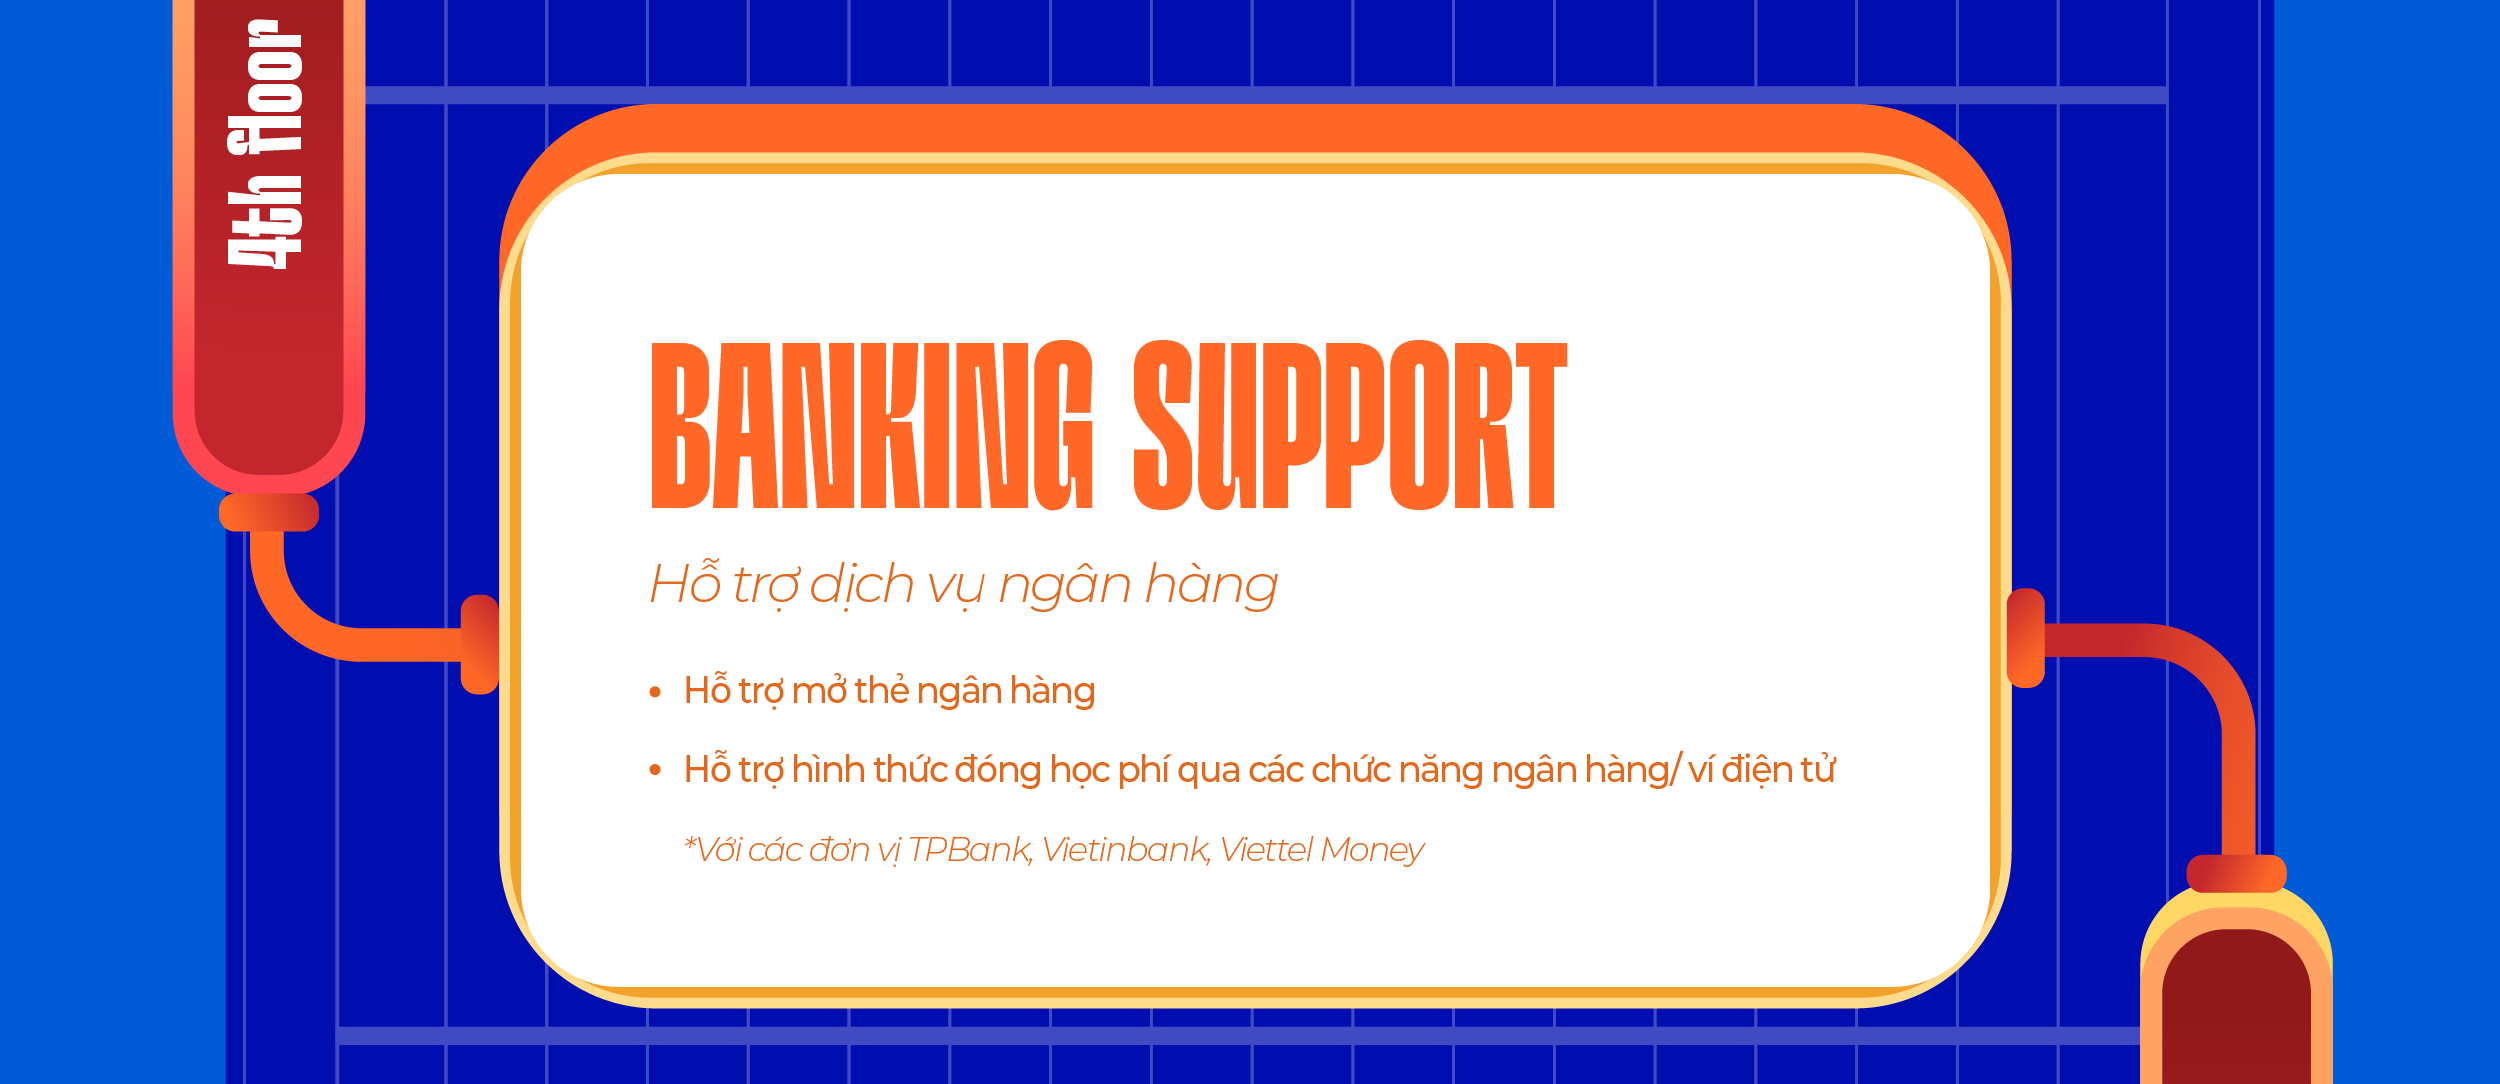 4th floor
BANKING SUPPORT
Hỗ trợ dịch vụ ngân hàng
• Hỗ trợ mở thẻ ngân hàng
• Hỗ trợ hình thức đóng học phí qua các chức năng ngân hàng/ ví điện tử
*Với các đơn vị TPBank, Vietinbank, Viettel Money